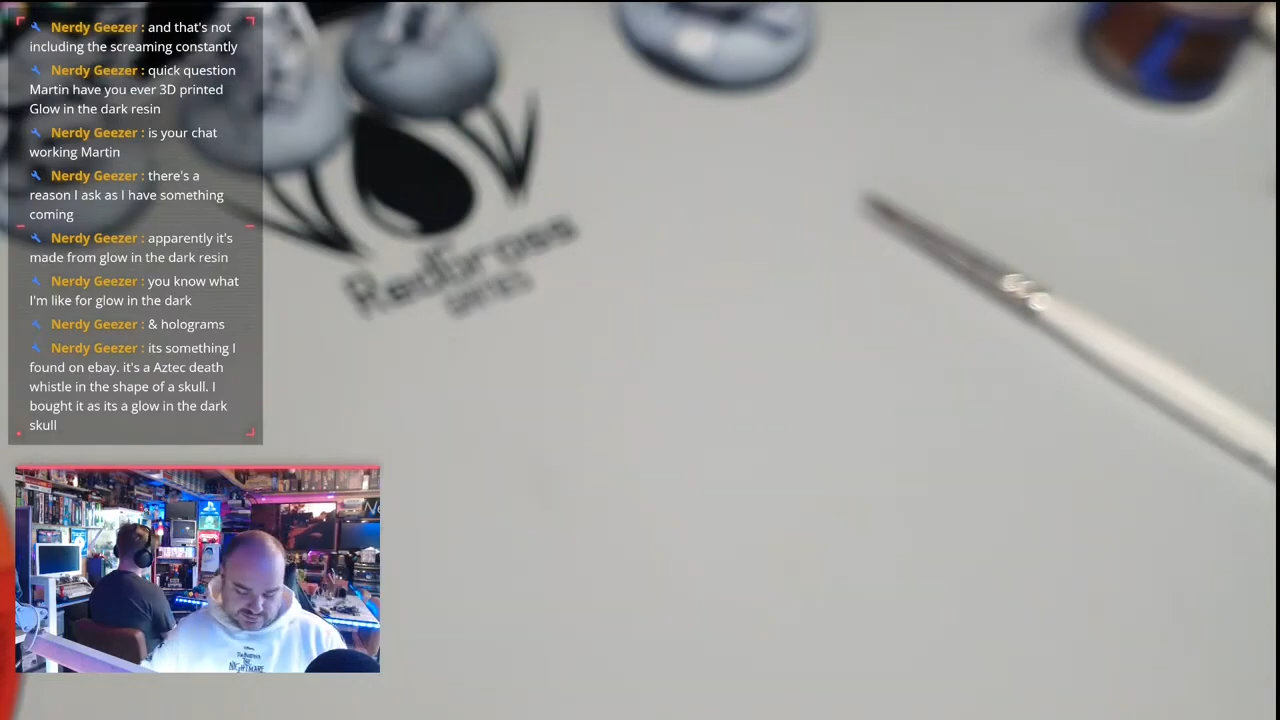 Nerdy Geezer : and that's not
including the screaming constantly
Nerdy Geezer : quick question
Martin have you ever 3D printed
Glow in the dark resin
Nerdy Geezer : is your chat
working Martin
Nerdy Geezer : there's a
reason I ask as I have something
coming
Nerdy Geezer : apparently it's
made from glow in the dark resin
Nerdy Geezer : you know what
I'm like for glow in the dark
Nerdy Geezer : & holograms
Nerdy Geezer : its something I
found on ebay. it's a Aztec death
whistle in the shape of a skull. I
bought it as its a glow in the dark
skull
RedGrass
NIGHTMARE